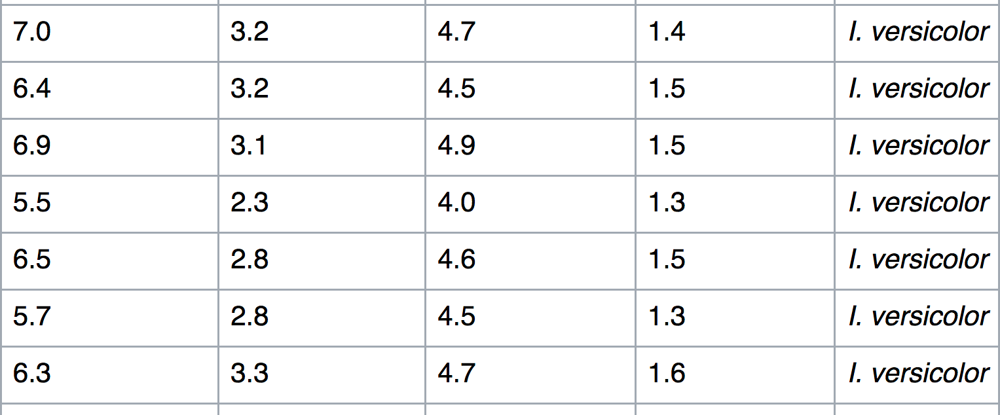 7.0 3.2 4.7 1.4 I. versicolor
6.4 3.2 4.5 1.5 I. versicolor
6.9 3.1 4.9 1.5 I. versicolor
5.5 2.3 4.0 1.3 I. versicolor
6.5 2.8 4.6 1.5 I. versicolor
5.7 2.8 4.5 1.3 I. versicolor
6.3 3.3 4.7 1.6 I. versicolor